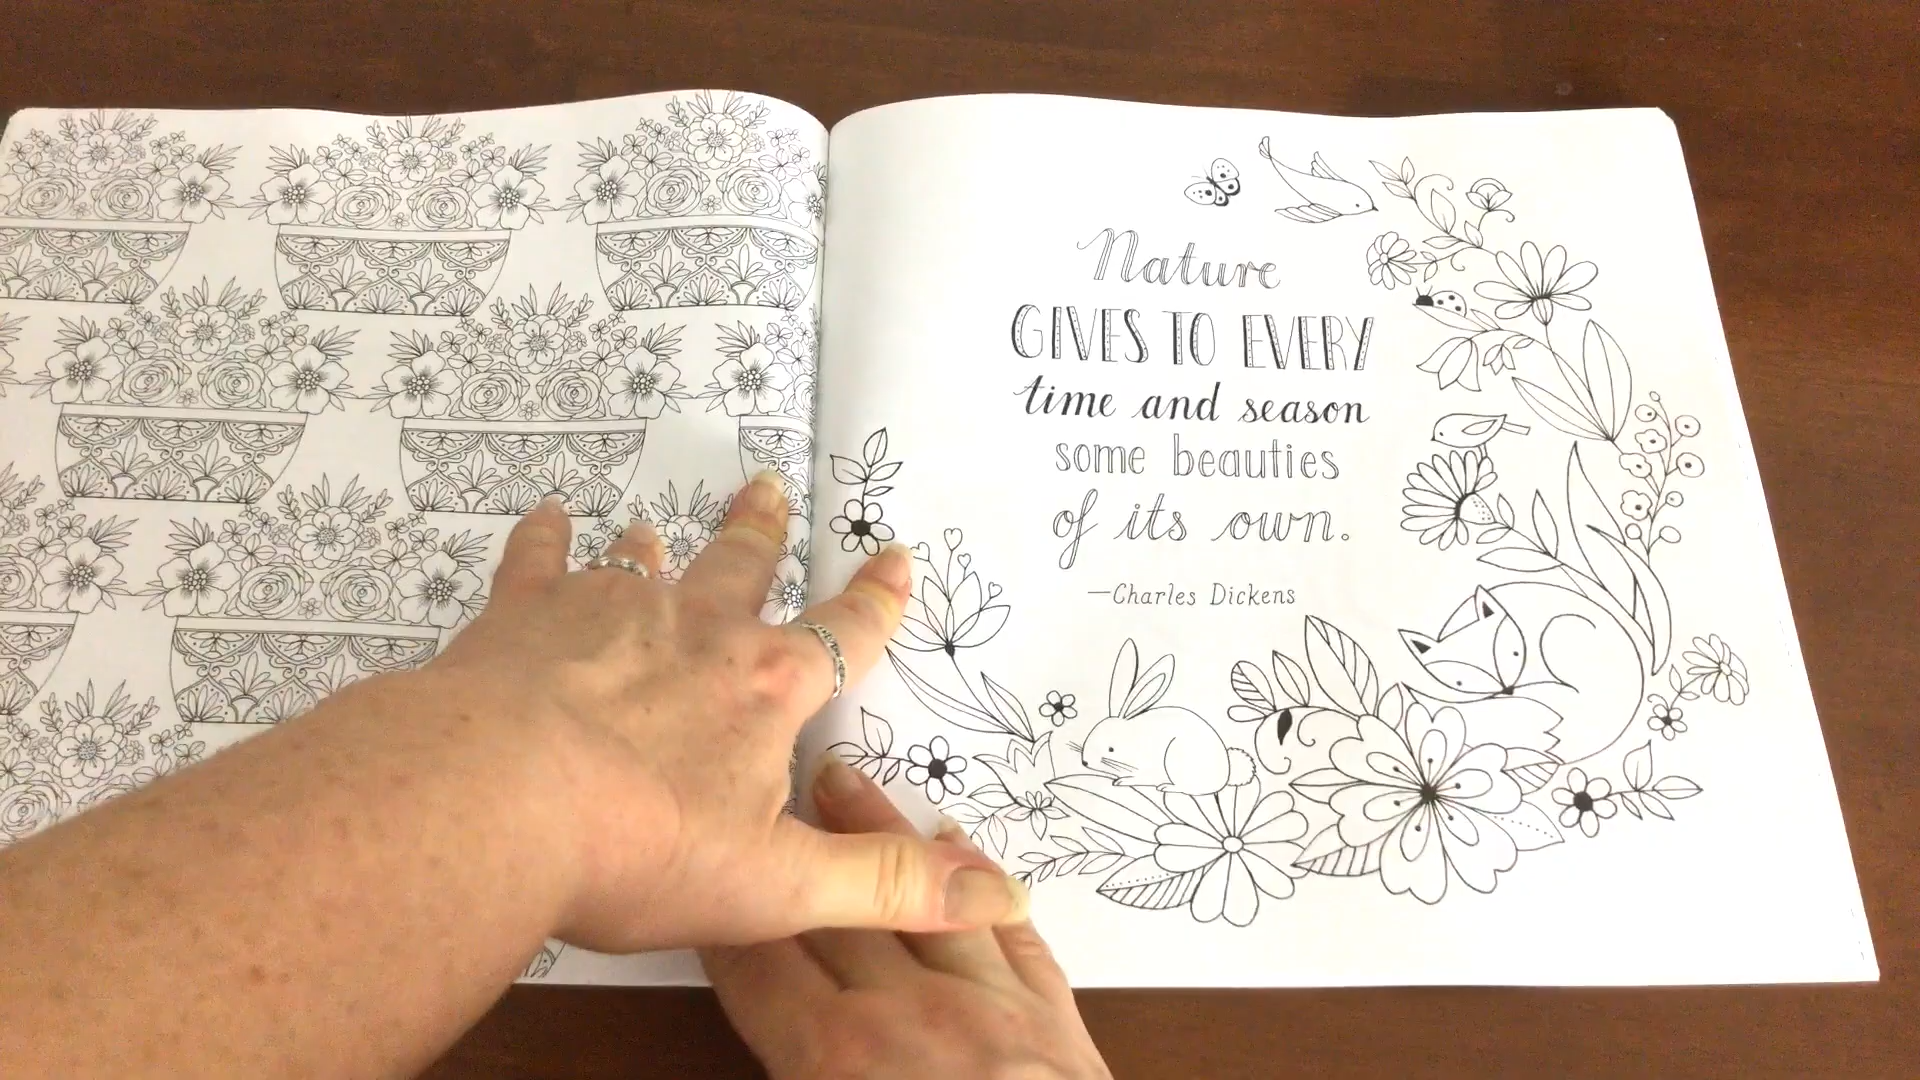 Nature
GIVES TO EVERY
time and season
some beauties
of its own.
—Charles Dickens